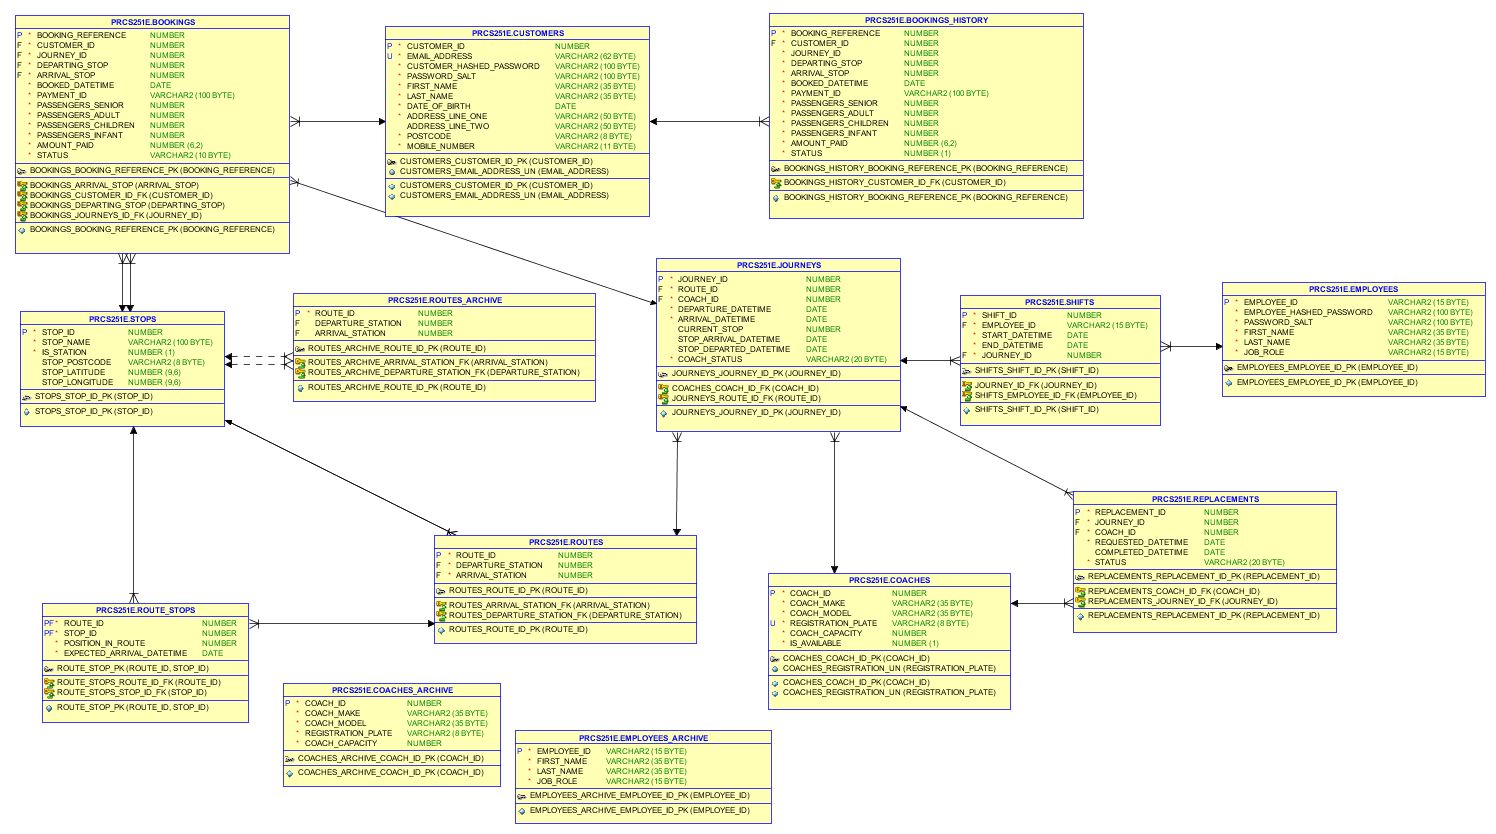 PRCS251E.BOOKINGS
P * BOOKING_REFERENCE NUMBER
F * CUSTOMER_ID NUMBER
F * JOURNEY_ID NUMBER
F * DEPARTING_STOP NUMBER
F * ARRIVAL_STOP NUMBER
* BOOKED_DATETIME DATE
* PAYMENT_ID VARCHAR2 (100 BYTE)
* PASSENGERS_SENIOR NUMBER
* PASSENGERS_ADULT NUMBER
* PASSENGERS_CHILDREN NUMBER
* PASSENGERS_INFANT NUMBER
* AMOUNT_PAID NUMBER (6,2)
* STATUS VARCHAR2 (10 BYTE)
BOOKINGS_BOOKING_REFERENCE_PK (BOOKING_REFERENCE)
BOOKINGS_ARRIVAL_STOP (ARRIVAL_STOP)
BOOKINGS_CUSTOMER_ID_FK (CUSTOMER_ID)
BOOKINGS_DEPARTING_STOP (DEPARTING_STOP)
BOOKINGS_JOURNEYS_ID_FK (JOURNEY_ID)
BOOKINGS_BOOKING_REFERENCE_PK (BOOKING_REFERENCE)
PRCS251E.CUSTOMERS
P * CUSTOMER_ID NUMBER
U * EMAIL_ADDRESS VARCHAR2 (62 BYTE)
* CUSTOMER_HASHED_PASSWORD VARCHAR2 (100 BYTE)
* PASSWORD_SALT VARCHAR2 (100 BYTE)
* FIRST_NAME VARCHAR2 (35 BYTE)
* LAST_NAME VARCHAR2 (35 BYTE)
* DATE_OF_BIRTH DATE
* ADDRESS_LINE_ONE VARCHAR2 (50 BYTE)
ADDRESS_LINE_TWO VARCHAR2 (50 BYTE)
* POSTCODE VARCHAR2 (8 BYTE)
* MOBILE_NUMBER VARCHAR2 (11 BYTE)
CUSTOMERS_CUSTOMER_ID_PK (CUSTOMER_ID)
CUSTOMERS_EMAIL_ADDRESS_UN (EMAIL_ADDRESS)
CUSTOMERS_CUSTOMER_ID_PK (CUSTOMER_ID)
CUSTOMERS_EMAIL_ADDRESS_UN (EMAIL_ADDRESS)
PRCS251E.BOOKINGS_HISTORY
P * BOOKING_REFERENCE NUMBER
F * CUSTOMER_ID NUMBER
* JOURNEY_ID NUMBER
* DEPARTING_STOP NUMBER
* ARRIVAL_STOP NUMBER
* BOOKED_DATETIME DATE
* PAYMENT_ID VARCHAR2 (100 BYTE)
* PASSENGERS_SENIOR NUMBER
* PASSENGERS_ADULT NUMBER
* PASSENGERS_CHILDREN NUMBER
* PASSENGERS_INFANT NUMBER
* AMOUNT_PAID NUMBER (6,2)
* STATUS NUMBER (1)
BOOKINGS_HISTORY_BOOKING_REFERENCE_PK (BOOKING_REFERENCE)
BOOKINGS_HISTORY_CUSTOMER_ID_FK (CUSTOMER_ID)
BOOKINGS_HISTORY_BOOKING_REFERENCE_PK (BOOKING_REFERENCE)
PRCS251E.STOPS
P * STOP_ID NUMBER
* STOP_NAME VARCHAR2 (100 BYTE)
* IS_STATION NUMBER (1)
STOP_POSTCODE VARCHAR2 (8 BYTE)
STOP_LATITUDE NUMBER (9,6)
STOP_LONGITUDE NUMBER (9,6)
STOPS_STOP_ID_PK (STOP_ID)
STOPS_STOP_ID_PK (STOP_ID)
PRCS251E.ROUTES_ARCHIVE
P * ROUTE_ID NUMBER
F DEPARTURE_STATION NUMBER
F ARRIVAL_STATION NUMBER
ROUTES_ARCHIVE_ROUTE_ID_PK (ROUTE_ID)
ROUTES_ARCHIVE_ARRIVAL_STATION_FK (ARRIVAL_STATION)
ROUTES_ARCHIVE_DEPARTURE_STATION_FK (DEPARTURE_STATION)
ROUTES_ARCHIVE_ROUTE_ID_PK (ROUTE_ID)
PRCS251E.JOURNEYS
P * JOURNEY_ID NUMBER
F * ROUTE_ID NUMBER
F * COACH_ID NUMBER
* DEPARTURE_DATETIME DATE
* ARRIVAL_DATETIME DATE
CURRENT_STOP NUMBER
STOP_ARRIVAL_DATETIME DATE
STOP_DEPARTED_DATETIME DATE
* COACH_STATUS VARCHAR2 (20 BYTE)
JOURNEYS_JOURNEY_ID_PK (JOURNEY_ID)
COACHES_COACH_ID_FK (COACH_ID)
JOURNEYS_ROUTE_ID_FK (ROUTE_ID)
JOURNEYS_JOURNEY_ID_PK (JOURNEY_ID)
PRCS251E.SHIFTS
P * SHIFT_ID NUMBER
F * EMPLOYEE_ID VARCHAR2 (15 BYTE)
* START_DATETIME DATE
* END_DATETIME DATE
F * JOURNEY_ID NUMBER
SHIFTS_SHIFT_ID_PK (SHIFT_ID)
JOURNEY_ID_FK (JOURNEY_ID)
SHIFTS_EMPLOYEE_ID_FK (EMPLOYEE_ID)
SHIFTS_SHIFT_ID_PK (SHIFT_ID)
PRCS251E.EMPLOYEES
P * EMPLOYEE_ID VARCHAR2 (15 BYTE)
* EMPLOYEE_HASHED_PASSWORD VARCHAR2 (100 BYTE)
* PASSWORD_SALT VARCHAR2 (100 BYTE)
* FIRST_NAME VARCHAR2 (35 BYTE)
* LAST_NAME VARCHAR2 (35 BYTE)
* JOB_ROLE VARCHAR2 (15 BYTE)
EMPLOYEES_EMPLOYEE_ID_PK (EMPLOYEE_ID)
EMPLOYEES_EMPLOYEE_ID_PK (EMPLOYEE_ID)
PRCS251E.REPLACEMENTS
P * REPLACEMENT_ID NUMBER
F * JOURNEY_ID NUMBER
F * COACH_ID NUMBER
* REQUESTED_DATETIME DATE
COMPLETED_DATETIME DATE
* STATUS VARCHAR2 (20 BYTE)
REPLACEMENTS_REPLACEMENT_ID_PK (REPLACEMENT_ID)
REPLACEMENTS_COACH_ID_FK (COACH_ID)
REPLACEMENTS_JOURNEY_ID_FK (JOURNEY_ID)
REPLACEMENTS_REPLACEMENT_ID_PK (REPLACEMENT_ID)
PRCS251E.ROUTES
P * ROUTE_ID NUMBER
F * DEPARTURE_STATION NUMBER
F * ARRIVAL_STATION NUMBER
ROUTES_ROUTE_ID_PK (ROUTE_ID)
ROUTES_ARRIVAL_STATION_FK (ARRIVAL_STATION)
ROUTES_DEPARTURE_STATION_FK (DEPARTURE_STATION)
ROUTES_ROUTE_ID_PK (ROUTE_ID)
PRCS251E.COACHES
P * COACH_ID NUMBER
* COACH_MAKE VARCHAR2 (35 BYTE)
* COACH_MODEL VARCHAR2 (35 BYTE)
U * REGISTRATION_PLATE VARCHAR2 (8 BYTE)
* COACH_CAPACITY NUMBER
* IS_AVAILABLE NUMBER (1)
COACHES_COACH_ID_PK (COACH_ID)
COACHES_REGISTRATION_UN (REGISTRATION_PLATE)
COACHES_COACH_ID_PK (COACH_ID)
COACHES_REGISTRATION_UN (REGISTRATION_PLATE)
PRCS251E.ROUTE_STOPS
PF * ROUTE_ID NUMBER
PF * STOP_ID NUMBER
* POSITION_IN_ROUTE NUMBER
* EXPECTED_ARRIVAL_DATETIME DATE
ROUTE_STOP_PK (ROUTE_ID, STOP_ID)
ROUTE_STOPS_ROUTE_ID_FK (ROUTE_ID)
ROUTE_STOPS_STOP_ID_FK (STOP_ID)
ROUTE_STOP_PK (ROUTE_ID, STOP_ID)
PRCS251E.COACHES_ARCHIVE
P * COACH_ID NUMBER
* COACH_MAKE VARCHAR2 (35 BYTE)
* COACH_MODEL VARCHAR2 (35 BYTE)
* REGISTRATION_PLATE VARCHAR2 (8 BYTE)
* COACH_CAPACITY NUMBER
COACHES_ARCHIVE_COACH_ID_PK (COACH_ID)
COACHES_ARCHIVE_COACH_ID_PK (COACH_ID)
PRCS251E.EMPLOYEES_ARCHIVE
P * EMPLOYEE_ID VARCHAR2 (15 BYTE)
* FIRST_NAME VARCHAR2 (35 BYTE)
* LAST_NAME VARCHAR2 (35 BYTE)
* JOB_ROLE VARCHAR2 (15 BYTE)
EMPLOYEES_ARCHIVE_EMPLOYEE_ID_PK (EMPLOYEE_ID)
EMPLOYEES_ARCHIVE_EMPLOYEE_ID_PK (EMPLOYEE_ID)